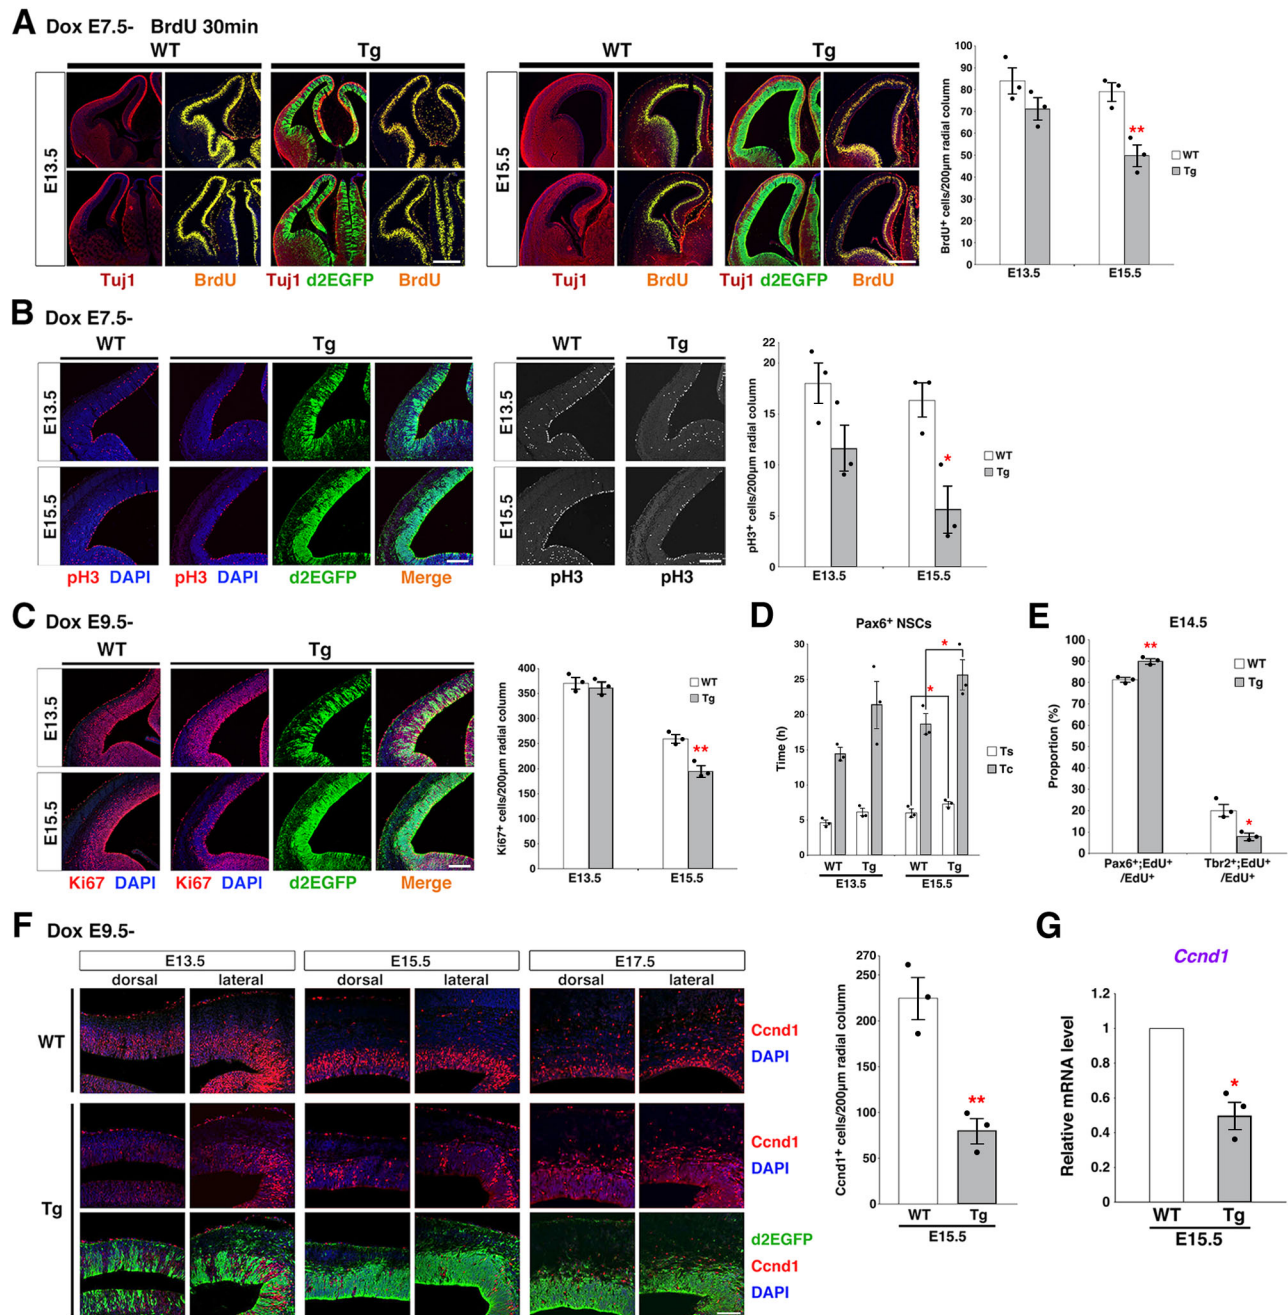 A Dox E7.5- BrdU 30min
WT Tg WT Tg
E13.5
E15.5
Tuj1 BrdU Tuj1 d2EGFP BrdU
Tuj1 BrdU Tuj1 d2EGFP BrdU
BrdU+ cells/200μm radial column
100
90
80
70
60
50
40
30
20
10
0
**
WT
Tg
E13.5 E15.5
B Dox E7.5-
WT Tg WT Tg
E13.5
E15.5
E13.5
E15.5
pH3 DAPI pH3 DAPI d2EGFP Merge
pH3 pH3
pH3+ cells/200μm radial column
22
20
15
10
5
0
*
WT
Tg
E13.5 E15.5
C Dox E9.5-
WT Tg
E13.5
E15.5
Ki67 DAPI Ki67 DAPI d2EGFP Merge
Ki67+ cells/200μm radial column
400
350
300
250
200
150
100
50
0
**
WT
Tg
E13.5 E15.5
D
Pax6+ NSCs
Time (h)
30
25
20
15
10
5
0
*
*
Ts
Tc
WT Tg WT Tg
E13.5 E15.5
E
E14.5
Proportion (%)
100
90
80
70
60
50
40
30
20
10
0
**
*
WT
Tg
Pax6+;EdU+ Tbr2+;EdU+
/EdU+ /EdU+
F Dox E9.5-
E13.5 E15.5 E17.5
dorsal lateral dorsal lateral dorsal lateral
WT
Ccnd1
DAPI
Tg
Ccnd1
DAPI
d2EGFP
Ccnd1
DAPI
Ccnd1+ cells/200μm radial column
270
250
200
150
100
50
0
**
WT Tg
E15.5
G
Ccnd1
Relative mRNA level
1.2
1
0.8
0.6
0.4
0.2
0
*
WT Tg
E15.5